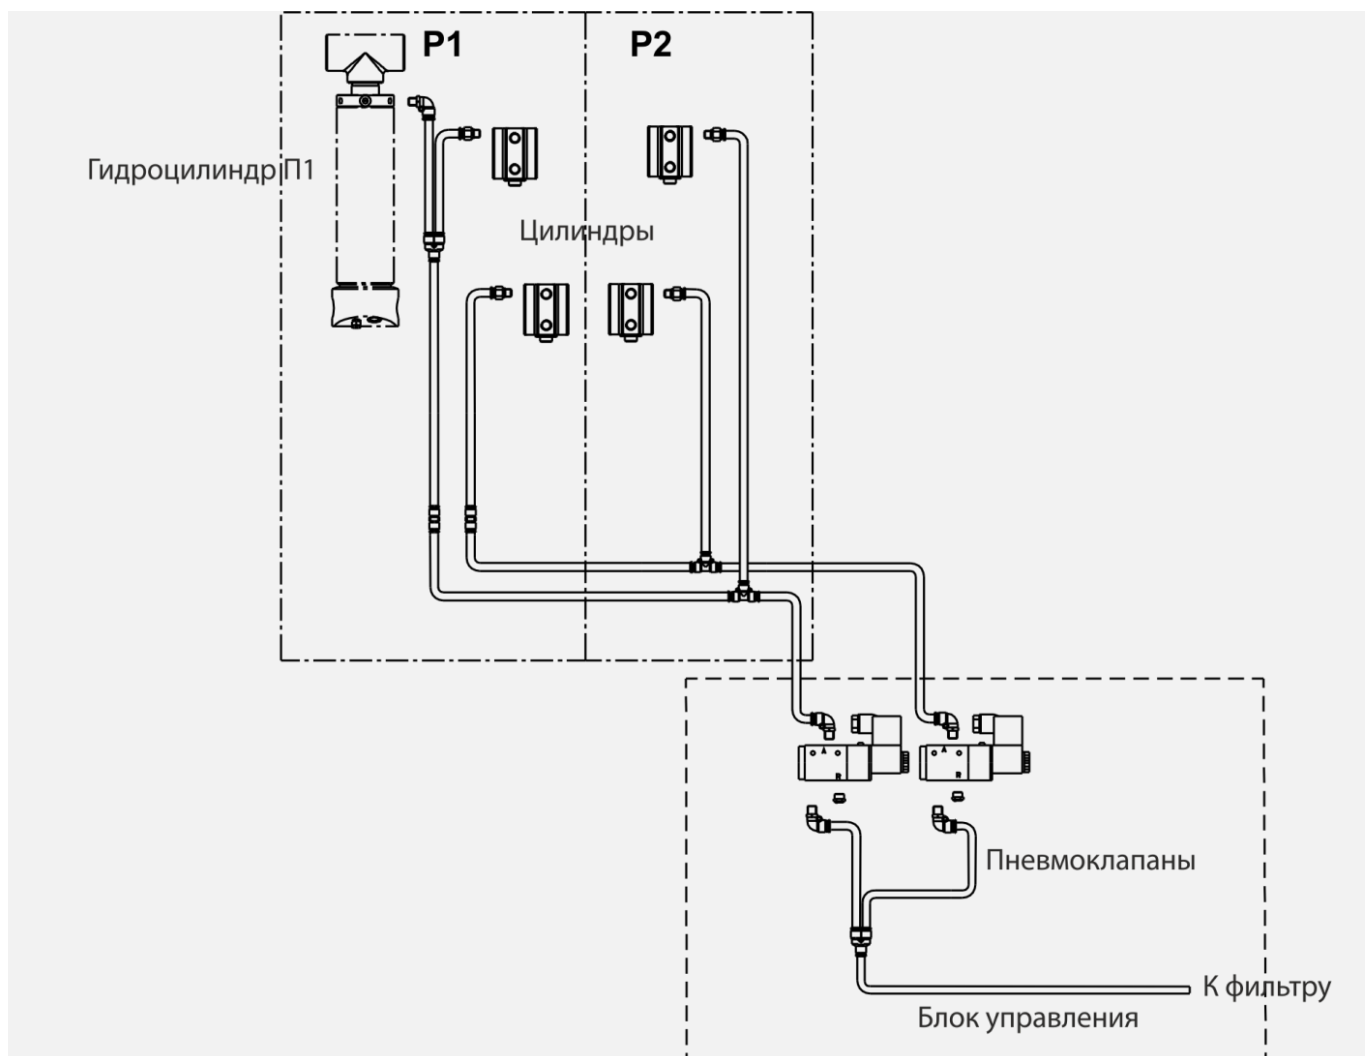 P1
P2
Гидроцилиндр П1
Цилиндры
A
R
A
R
Пневмоклапаны
К фильтру
Блок управления